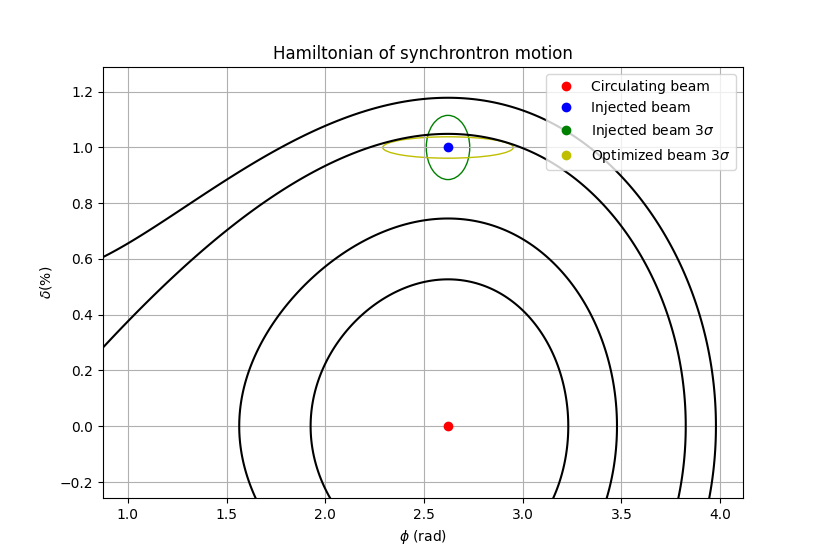 Hamiltonian of synchrontron motion
Circulating beam
Injected beam
Injected beam 3σ
Optimized beam 3σ
δ(%)
1.2
1.0
0.8
0.6
0.4
0.2
0.0
−0.2
1.0 1.5 2.0 2.5 3.0 3.5 4.0
ϕ (rad)